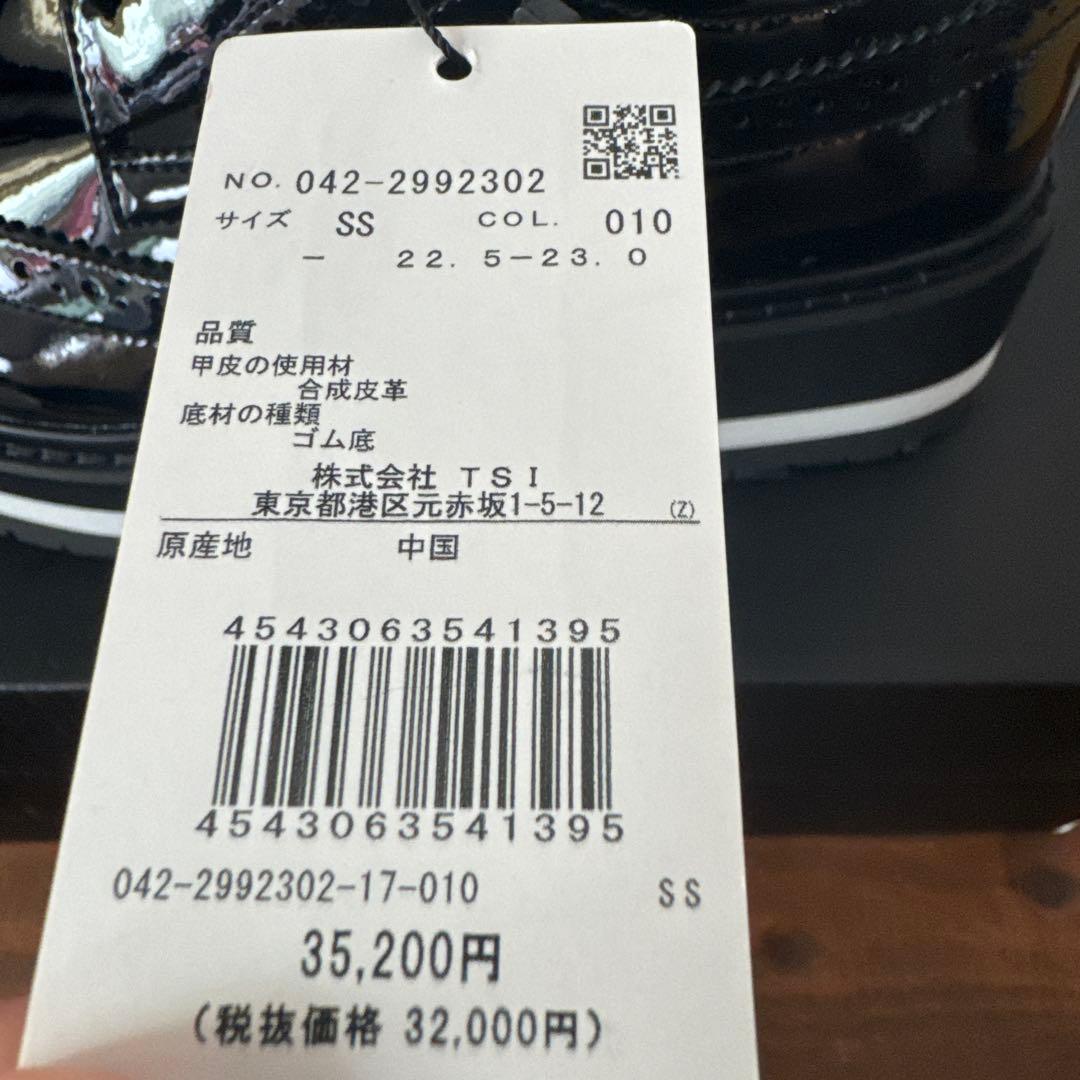 NO. 042-2992302
サイズ SS COL. 010
- 22.5-23.0
品質
甲皮の使用材
合成皮革
底材の種類
ゴム底
株式会社 TSI
東京都港区元赤坂1-5-12 (Z)
原産地 中国
4543063541395
4543063541395
042-2992302-17-010 SS
35,200円
(税抜価格 32,000円)